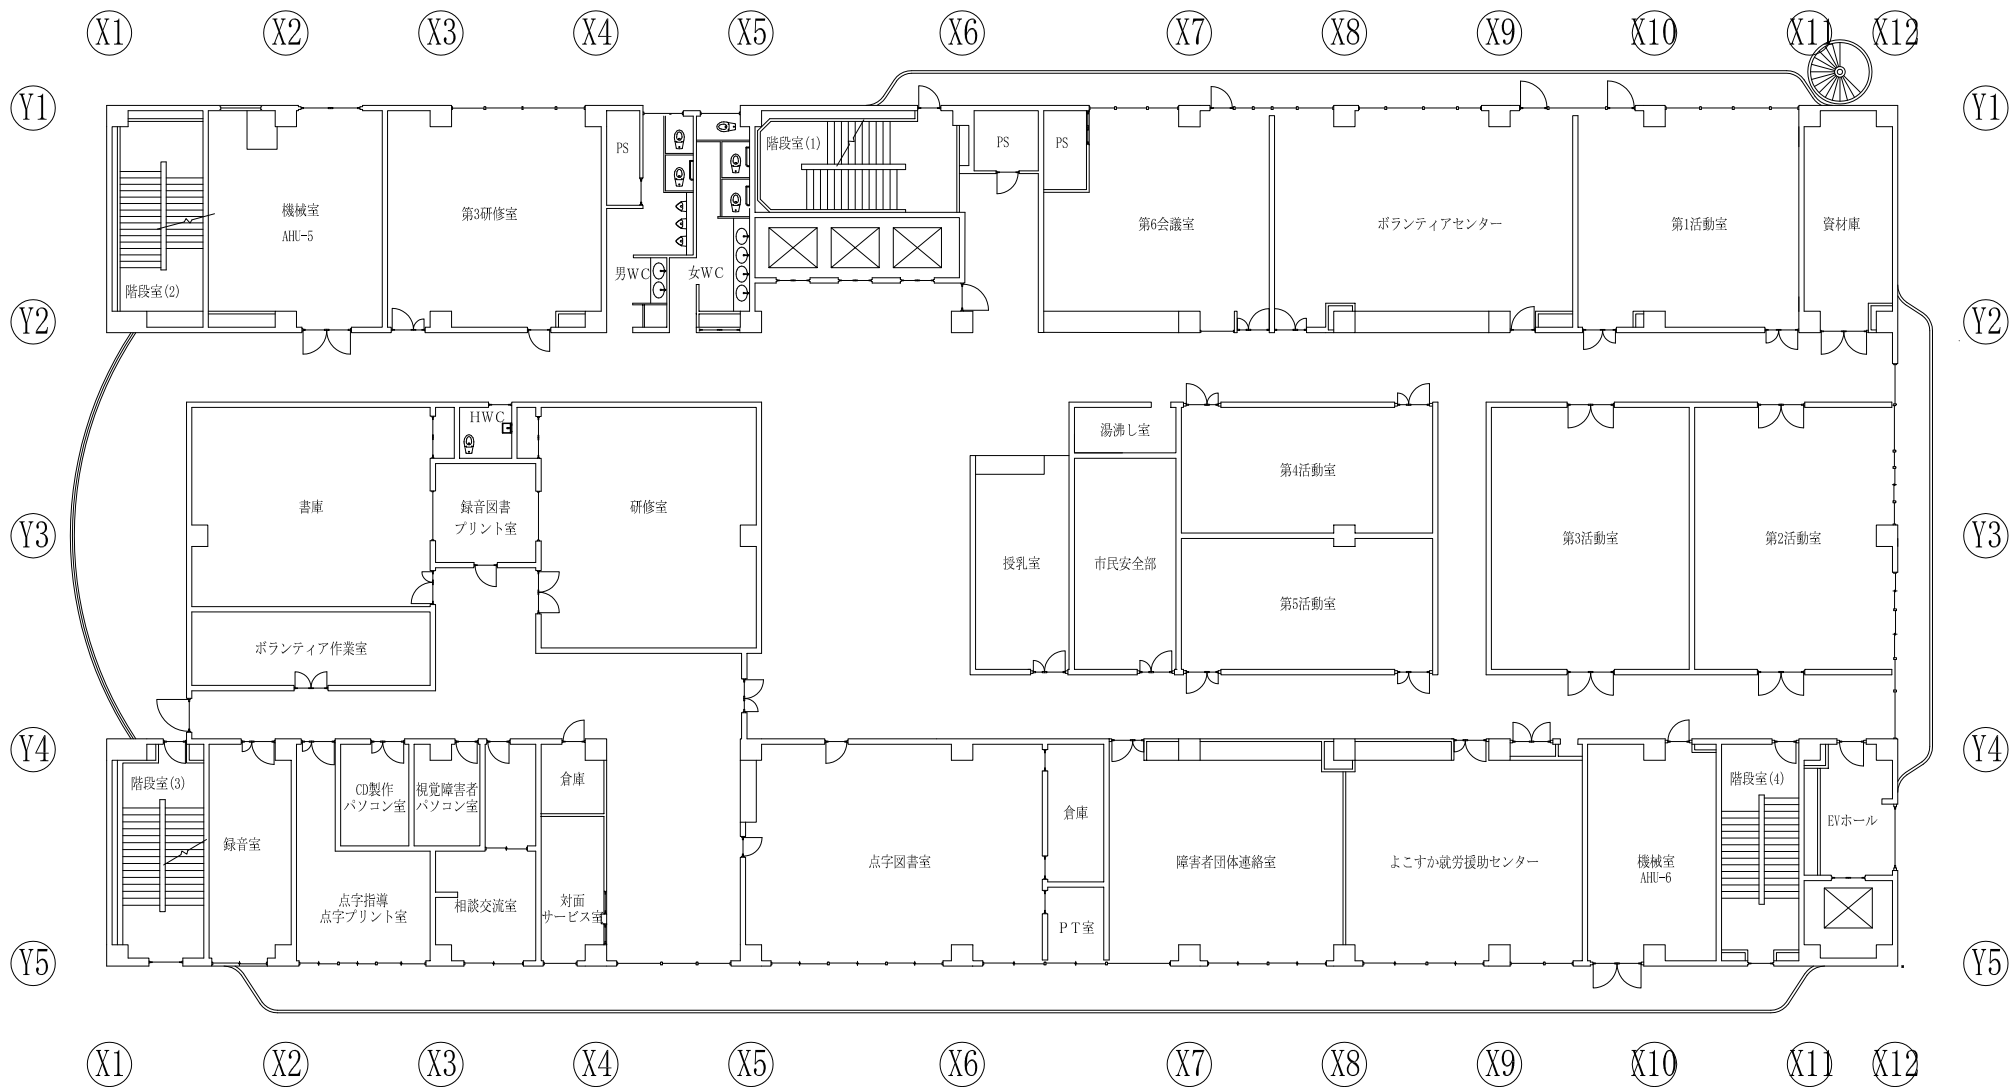 X1 X2 X3 X4 X5 X6 X7 X8 X9 X10 X11 X12
Y1 Y1
階段室(1)
PS
PS
PS
機械室
AHU-5
第3研修室
第6会議室
ボランティアセンター
第1活動室
資材庫
男WC
女WC
階段室(2)
Y2 Y2
HWC
湯沸し室
第4活動室
書庫
録音図書
プリント室
研修室
Y3 Y3
授乳室
市民安全部
第3活動室
第2活動室
第5活動室
ボランティア作業室
Y4 Y4
階段室(3)
CD製作
パソコン室
視覚障害者
パソコン室
倉庫
倉庫
階段室(4)
EVホール
録音室
点字図書室
障害者団体連絡室
よこすか就労援助センター
機械室
AHU-6
点字指導
点字プリント室
相談交流室
対面
サービス室
PT室
Y5 Y5
X1 X2 X3 X4 X5 X6 X7 X8 X9 X10 X11 X12